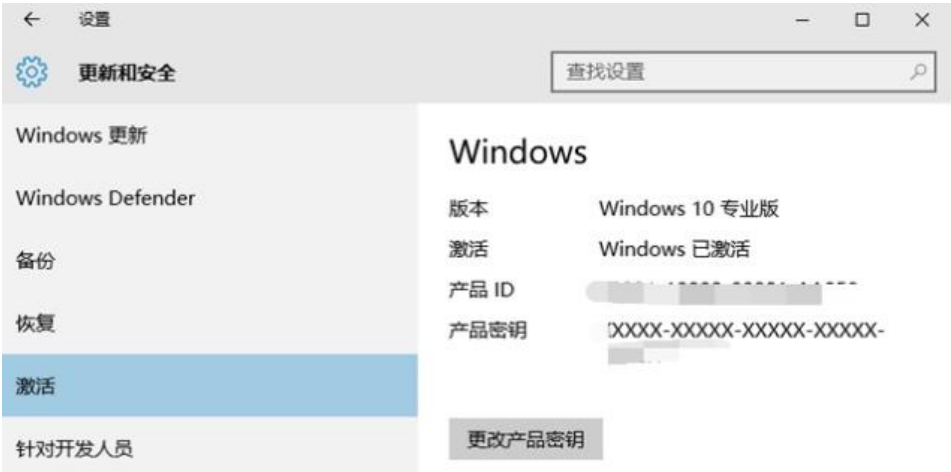 设置
更新和安全
查找设置
Windows 更新
Windows Defender
备份
恢复
激活
针对开发人员
Windows
版本 Windows 10 专业版
激活 Windows 已激活
产品 ID
产品密钥 XXXXX-XXXXX-XXXXX-XXXXX-
更改产品密钥